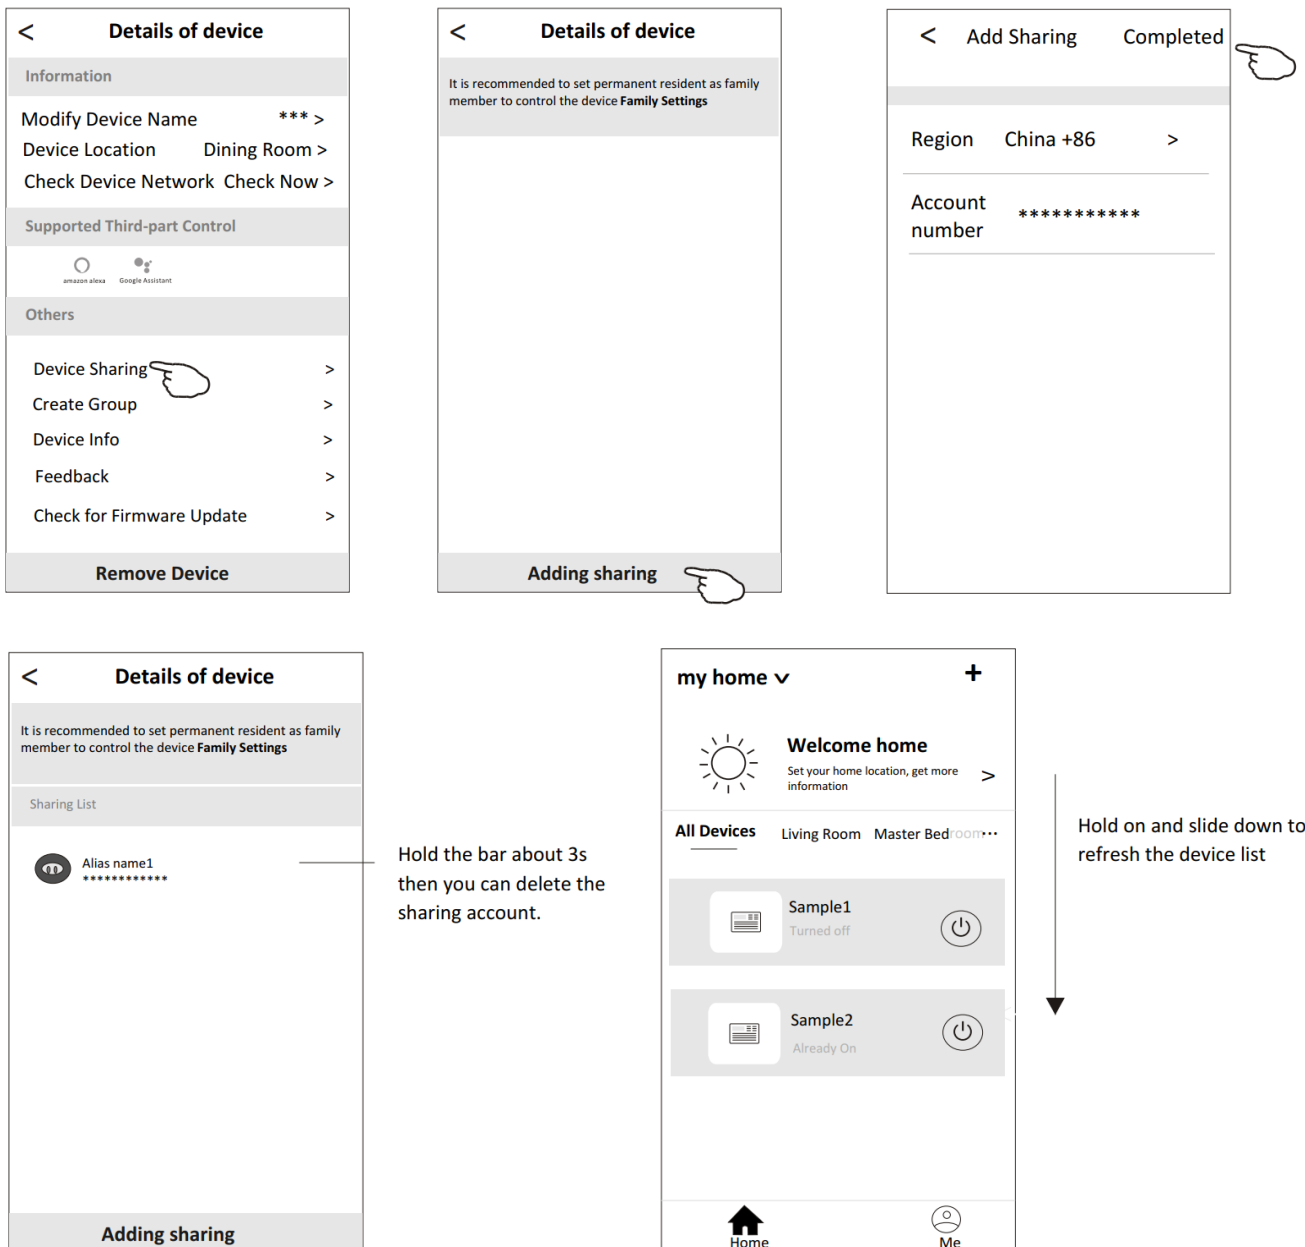 < Details of device
Information
Modify Device Name *** >
Device Location Dining Room >
Check Device Network Check Now >
Supported Third-part Control
amazon alexa Google Assistant
Others
Device Sharing >
Create Group >
Device Info >
Feedback >
Check for Firmware Update >
Remove Device
< Details of device
It is recommended to set permanent resident as family
member to control the device Family Settings
Adding sharing
< Add Sharing Completed
Region China +86 >
Account
number ***********
< Details of device
It is recommended to set permanent resident as family
member to control the device Family Settings
Sharing List
Alias name1
************
Adding sharing
Hold the bar about 3s
then you can delete the
sharing account.
my home +
Welcome home
Set your home location, get more
information >
All Devices Living Room Master Bedroom ...
Sample1
Turned off
Sample2
Already On
Home Me
Hold on and slide down to
refresh the device list